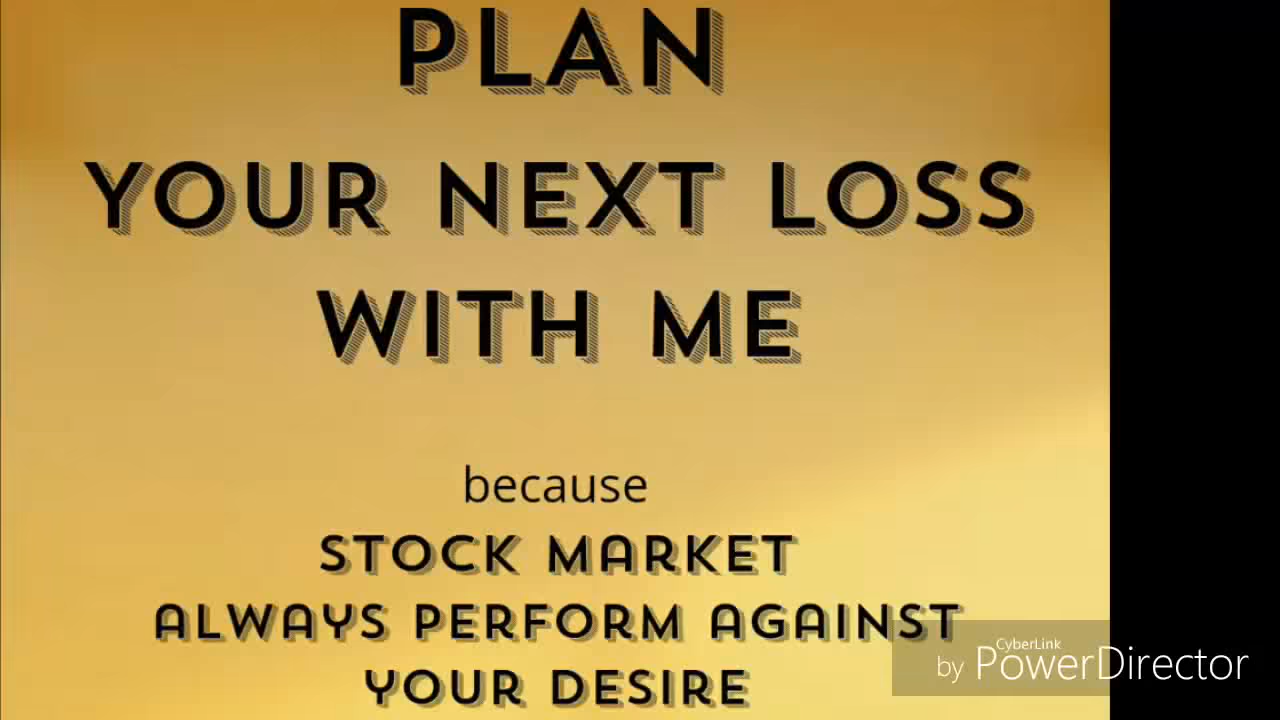 PLAN
YOUR NEXT LOSS
WITH ME
because
STOCK MARKET
ALWAYS PERFORM AGAINST
YOUR DESIRE
CyberLink
by PowerDirector